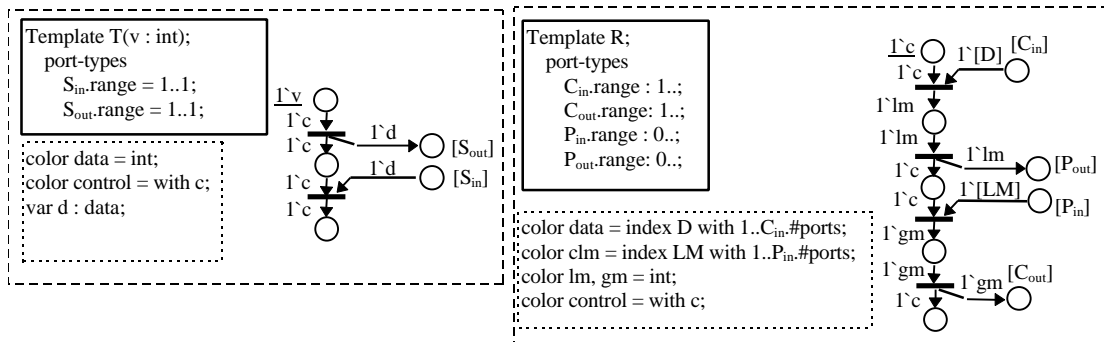 Template T(v : int);
port-types
S_in.range = 1..1;
S_out.range = 1..1;
color data = int;
color control = with c;
var d : data;
1`v
1`c
1`c
1`d
[S_out]
1`c
1`d
[S_in]
1`c
Template R;
port-types
C_in.range : 1..;
C_out.range: 1..;
P_in.range : 0..;
P_out.range: 0..;
color data = index D with 1..C_in.#ports;
color clm = index LM with 1..P_in.#ports;
color lm, gm = int;
color control = with c;
1`c
1`[D]
[C_in]
1`c
1`lm
1`lm
1`lm
1`c
[P_out]
1`c
1`[LM]
[P_in]
1`gm
1`gm
[C_out]
1`c
1`gm